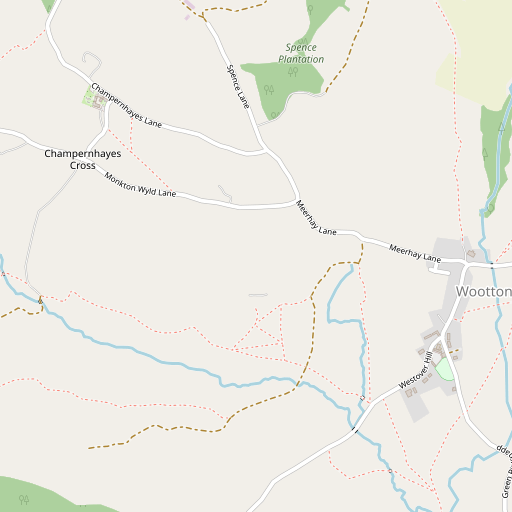 Spence
Plantation
Spence Lane
Champernhayes Lane
Champernhayes
Cross
Monkton Wyld Lane
Meerhay Lane
Meerhay Lane
Wootton
Westover Hill